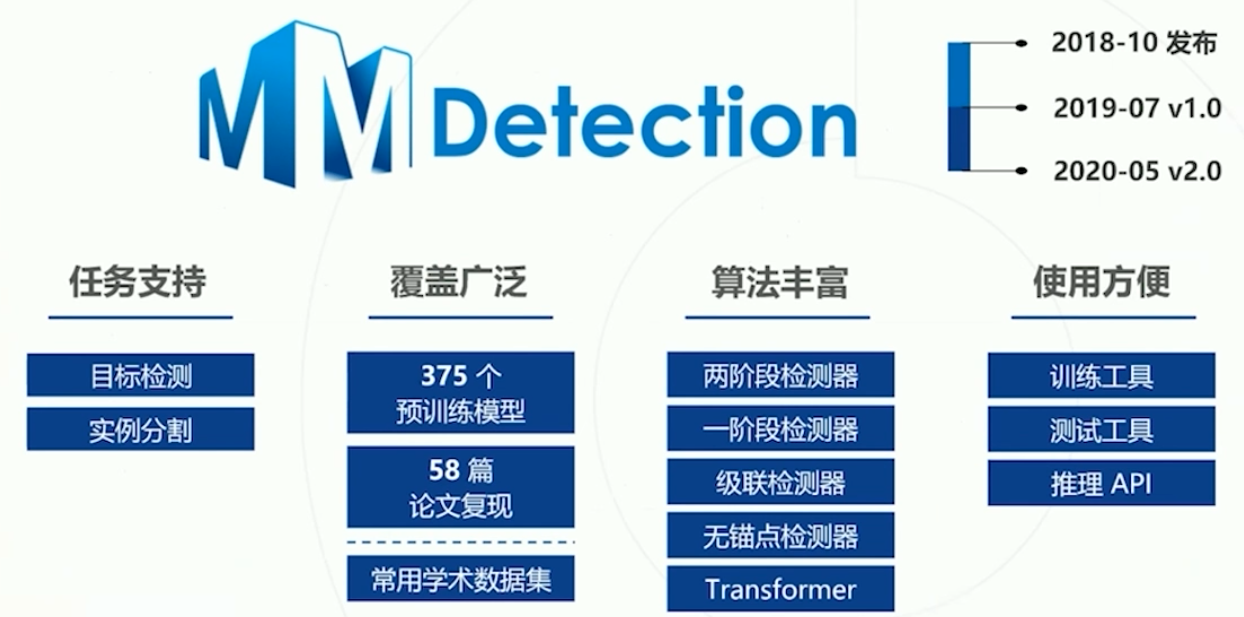 MMDetection
2018-10 发布
2019-07 v1.0
2020-05 v2.0
任务支持
目标检测
实例分割
覆盖广泛
375 个
预训练模型
58 篇
论文复现
常用学术数据集
算法丰富
两阶段检测器
一阶段检测器
级联检测器
无锚点检测器
Transformer
使用方便
训练工具
测试工具
推理 API